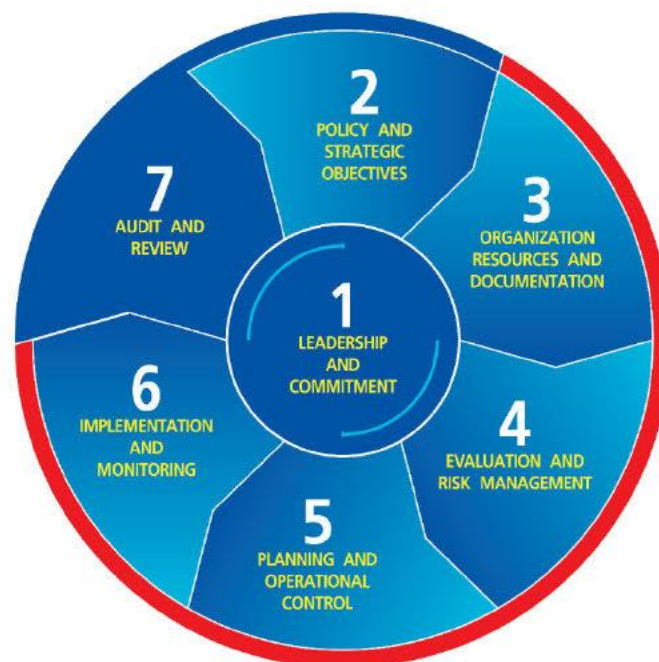 1
LEADERSHIP
AND
COMMITMENT
2
POLICY AND
STRATEGIC
OBJECTIVES
3
ORGANIZATION
RESOURCES AND
DOCUMENTATION
4
EVALUATION AND
RISK MANAGEMENT
5
PLANNING AND
OPERATIONAL
CONTROL
6
IMPLEMENTATION
AND
MONITORING
7
AUDIT AND
REVIEW